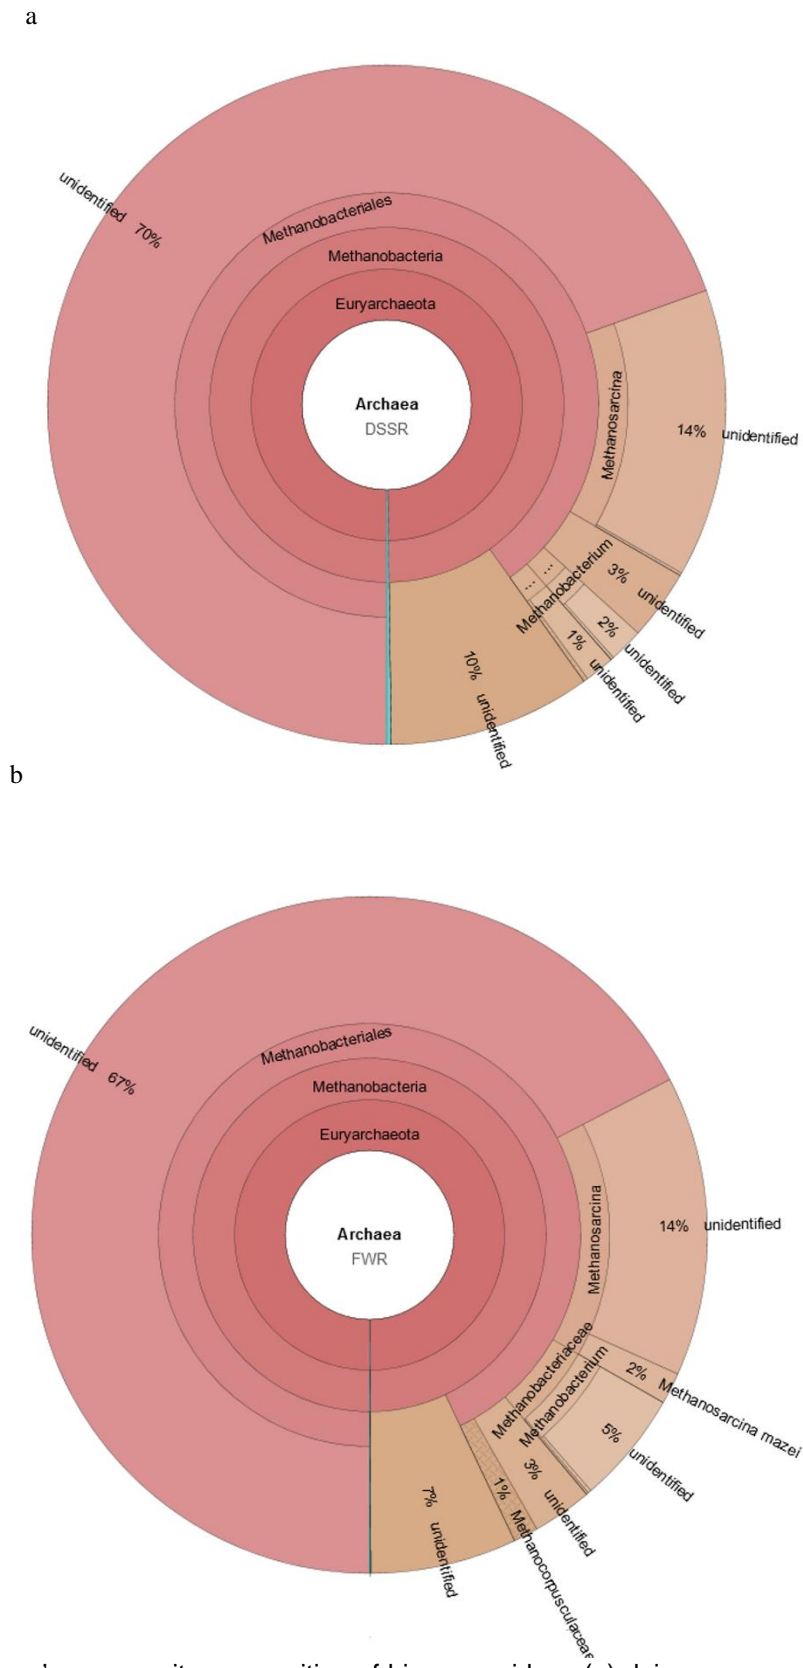 a
unidentified 70%
Methanobacteriales
Methanobacteria
Euryarchaeota
Archaea
DSSR
Methanosarcina
14% unidentified
3% unidentified
Methanobacterium
...
...
2% unidentified
1% unidentified
10% unidentified
b
unidentified 67%
Methanobacteriales
Methanobacteria
Euryarchaeota
Archaea
FWR
Methanosarcina
14% unidentified
2% Methanosarcina mazei
Methanobacteriaceae
Methanobacterium
5% unidentified
3% unidentified
1% Methanocorpusculaceae
7% unidentified